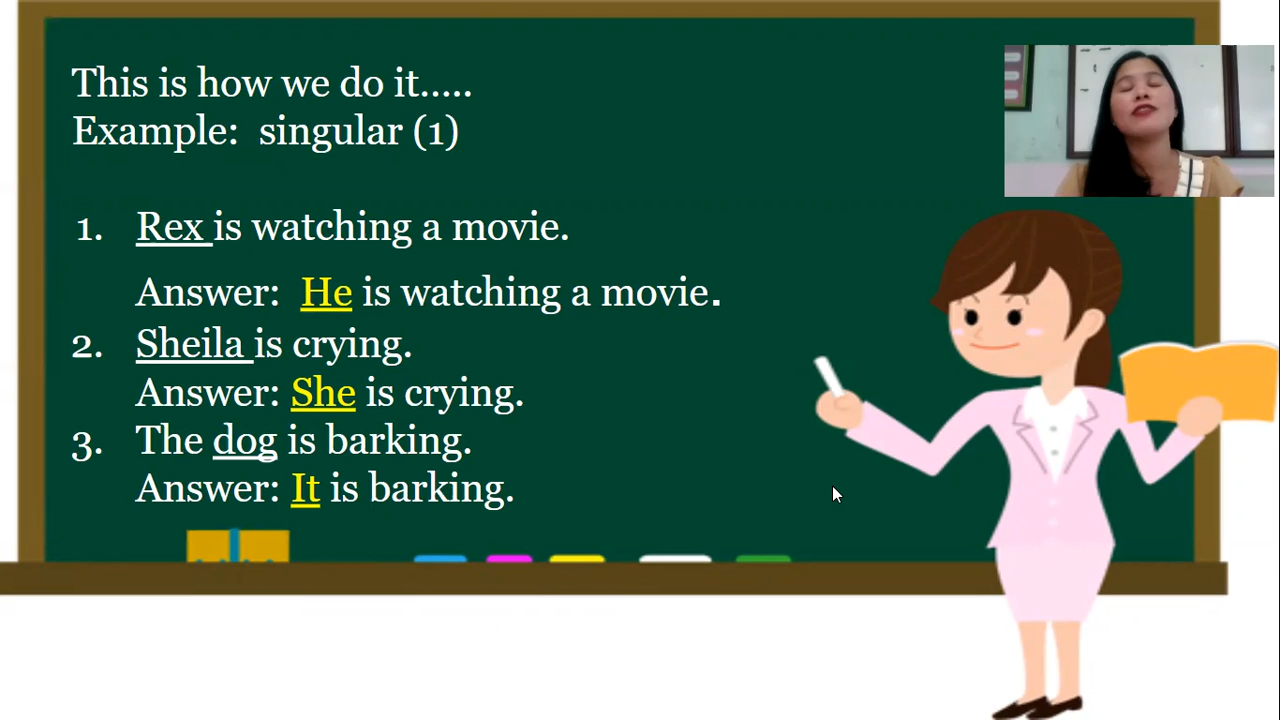 This is how we do it.....
Example: singular (1)
1. Rex is watching a movie.
Answer: He is watching a movie.
2. Sheila is crying.
Answer: She is crying.
3. The dog is barking.
Answer: It is barking.